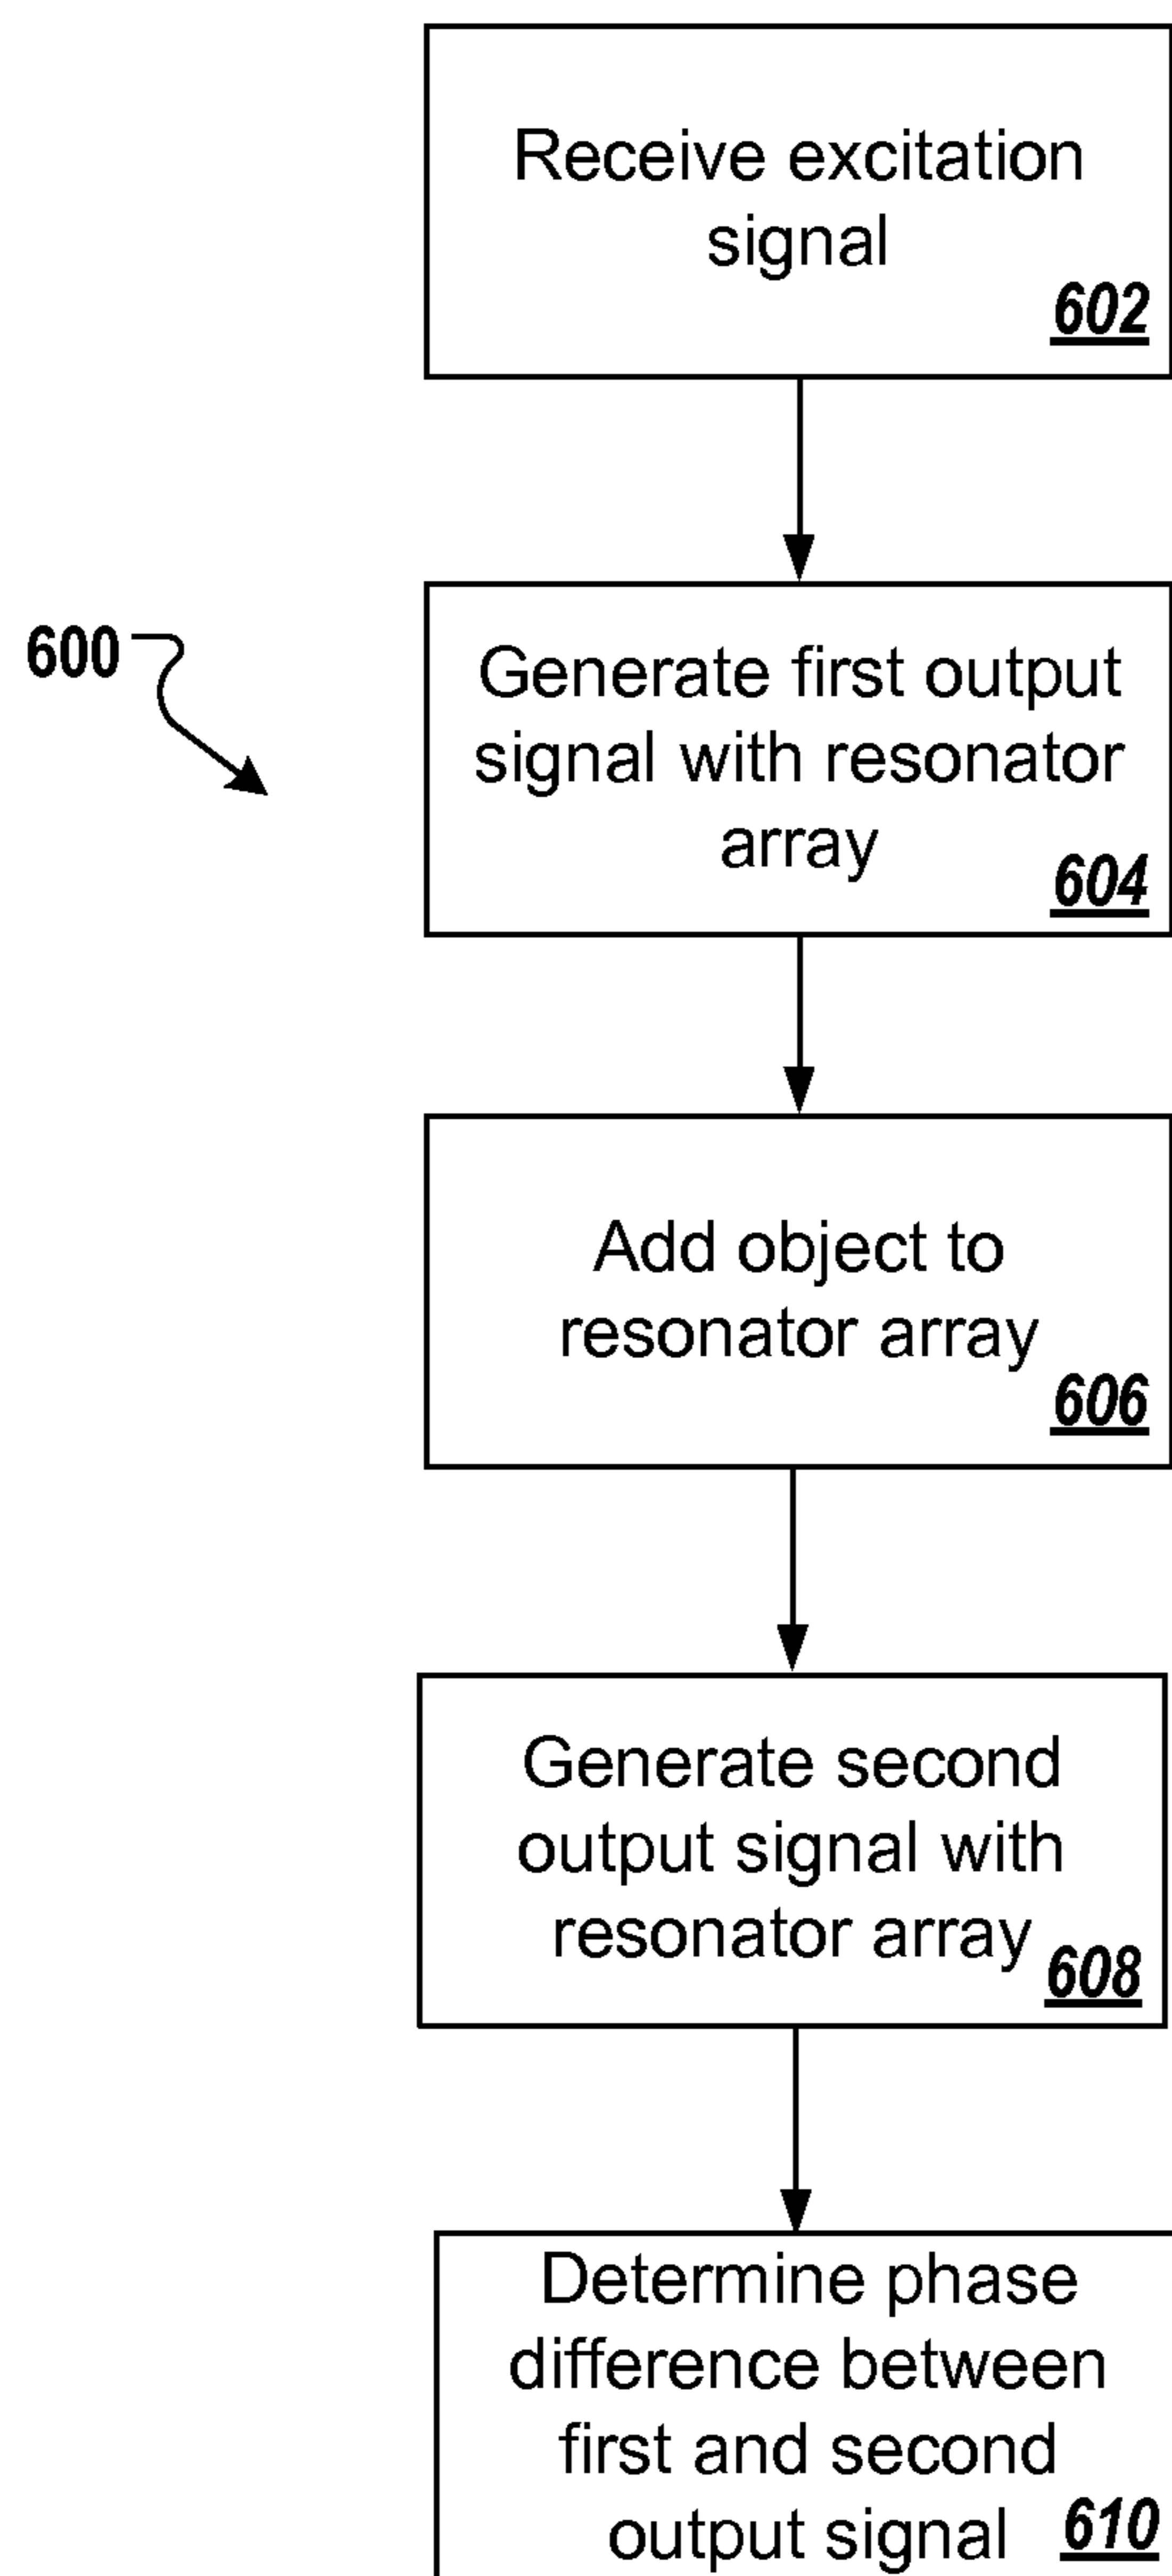 Receive excitation
signal
602
600
Generate first output
signal with resonator
array
604
Add object to
resonator array
606
Generate second
output signal with
resonator array
608
Determine phase
difference between
first and second
output signal
610